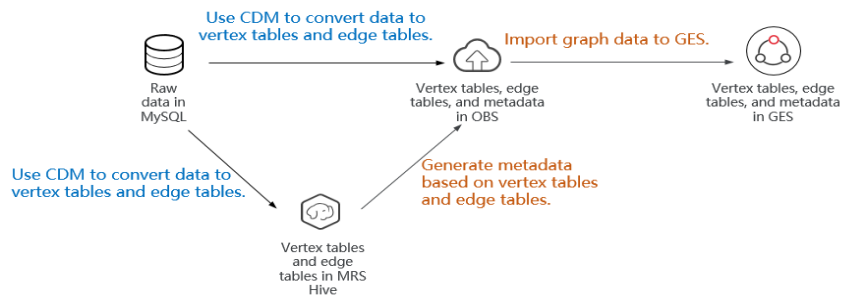 Use CDM to convert data to
vertex tables and edge tables.
Import graph data to GES.
Raw
data in
MySQL
Vertex tables, edge
tables, and metadata
in OBS
Vertex tables, edge
tables, and metadata
in GES
Use CDM to convert data to
vertex tables and edge tables.
Generate metadata
based on vertex tables
and edge tables.
Vertex tables
and edge
tables in MRS
Hive